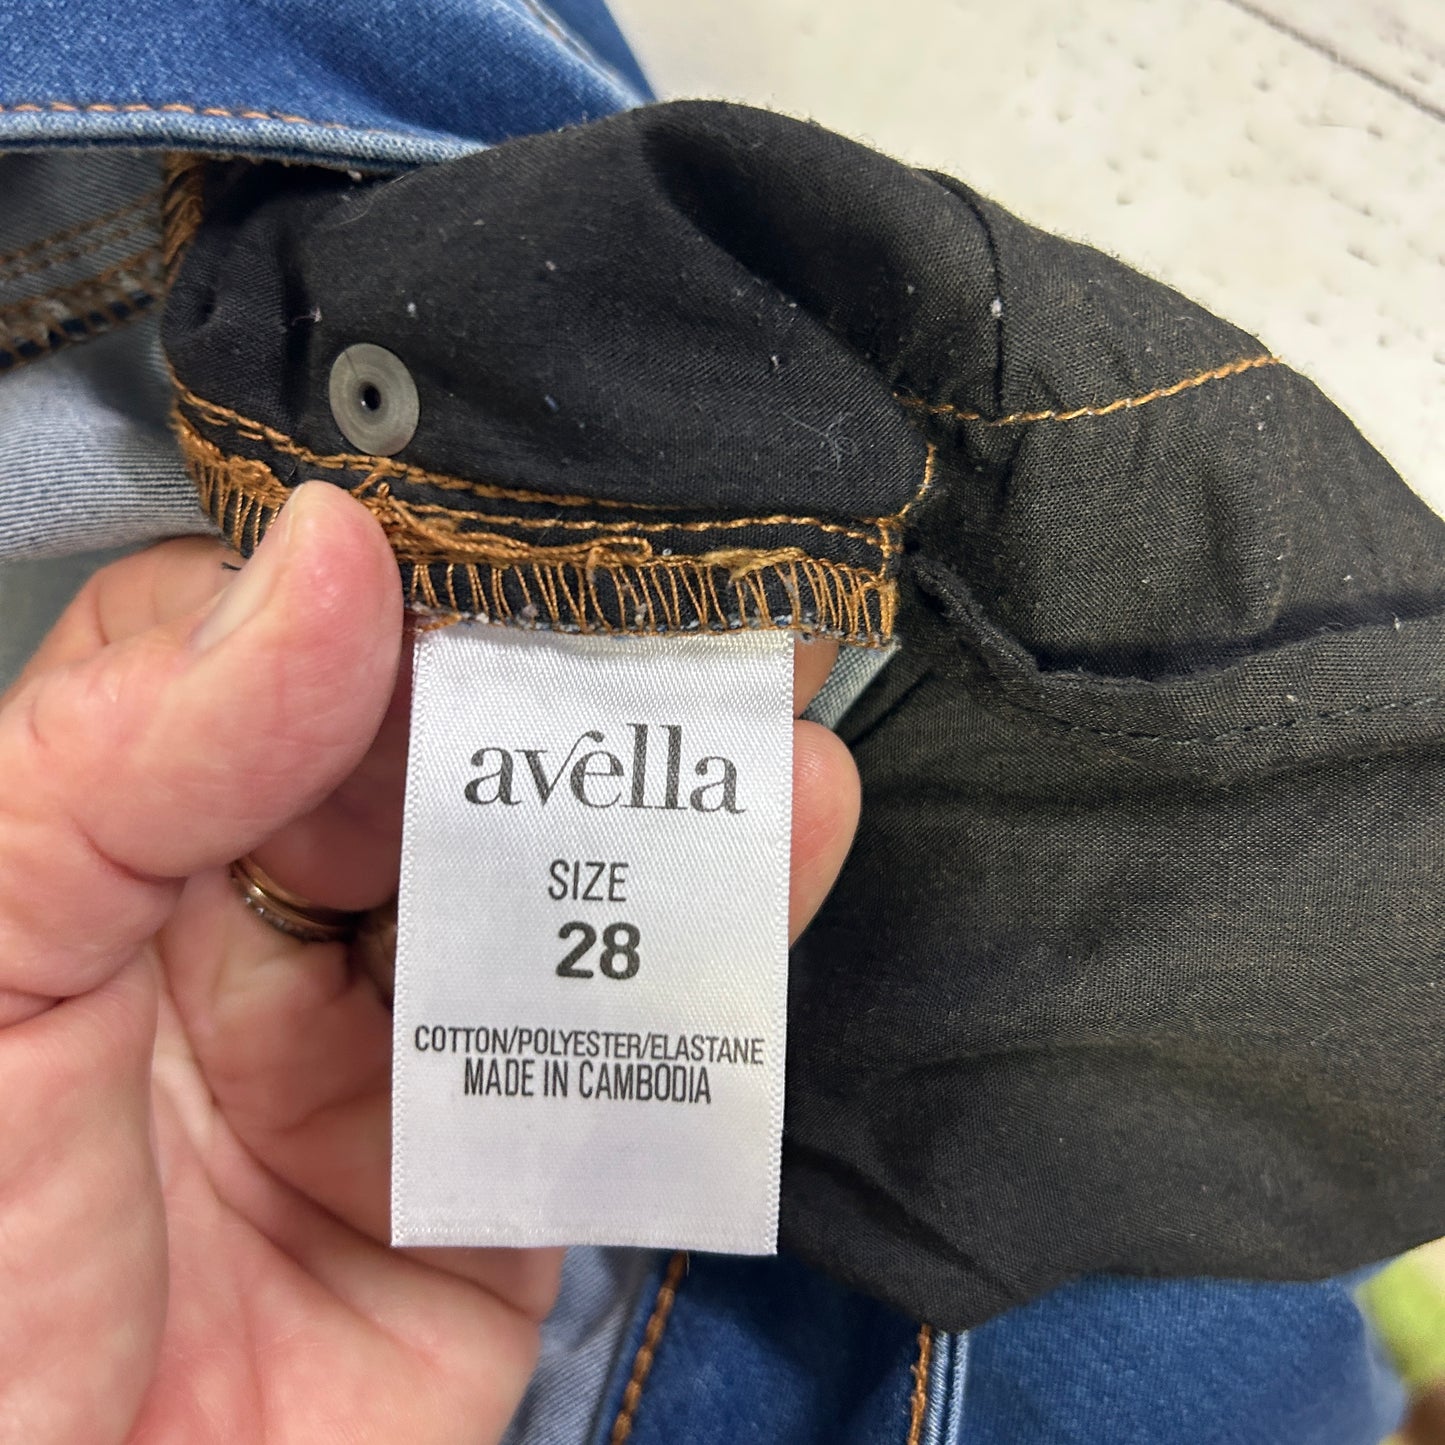 avella
SIZE
28
COTTON/POLYESTER/ELASTANE
MADE IN CAMBODIA